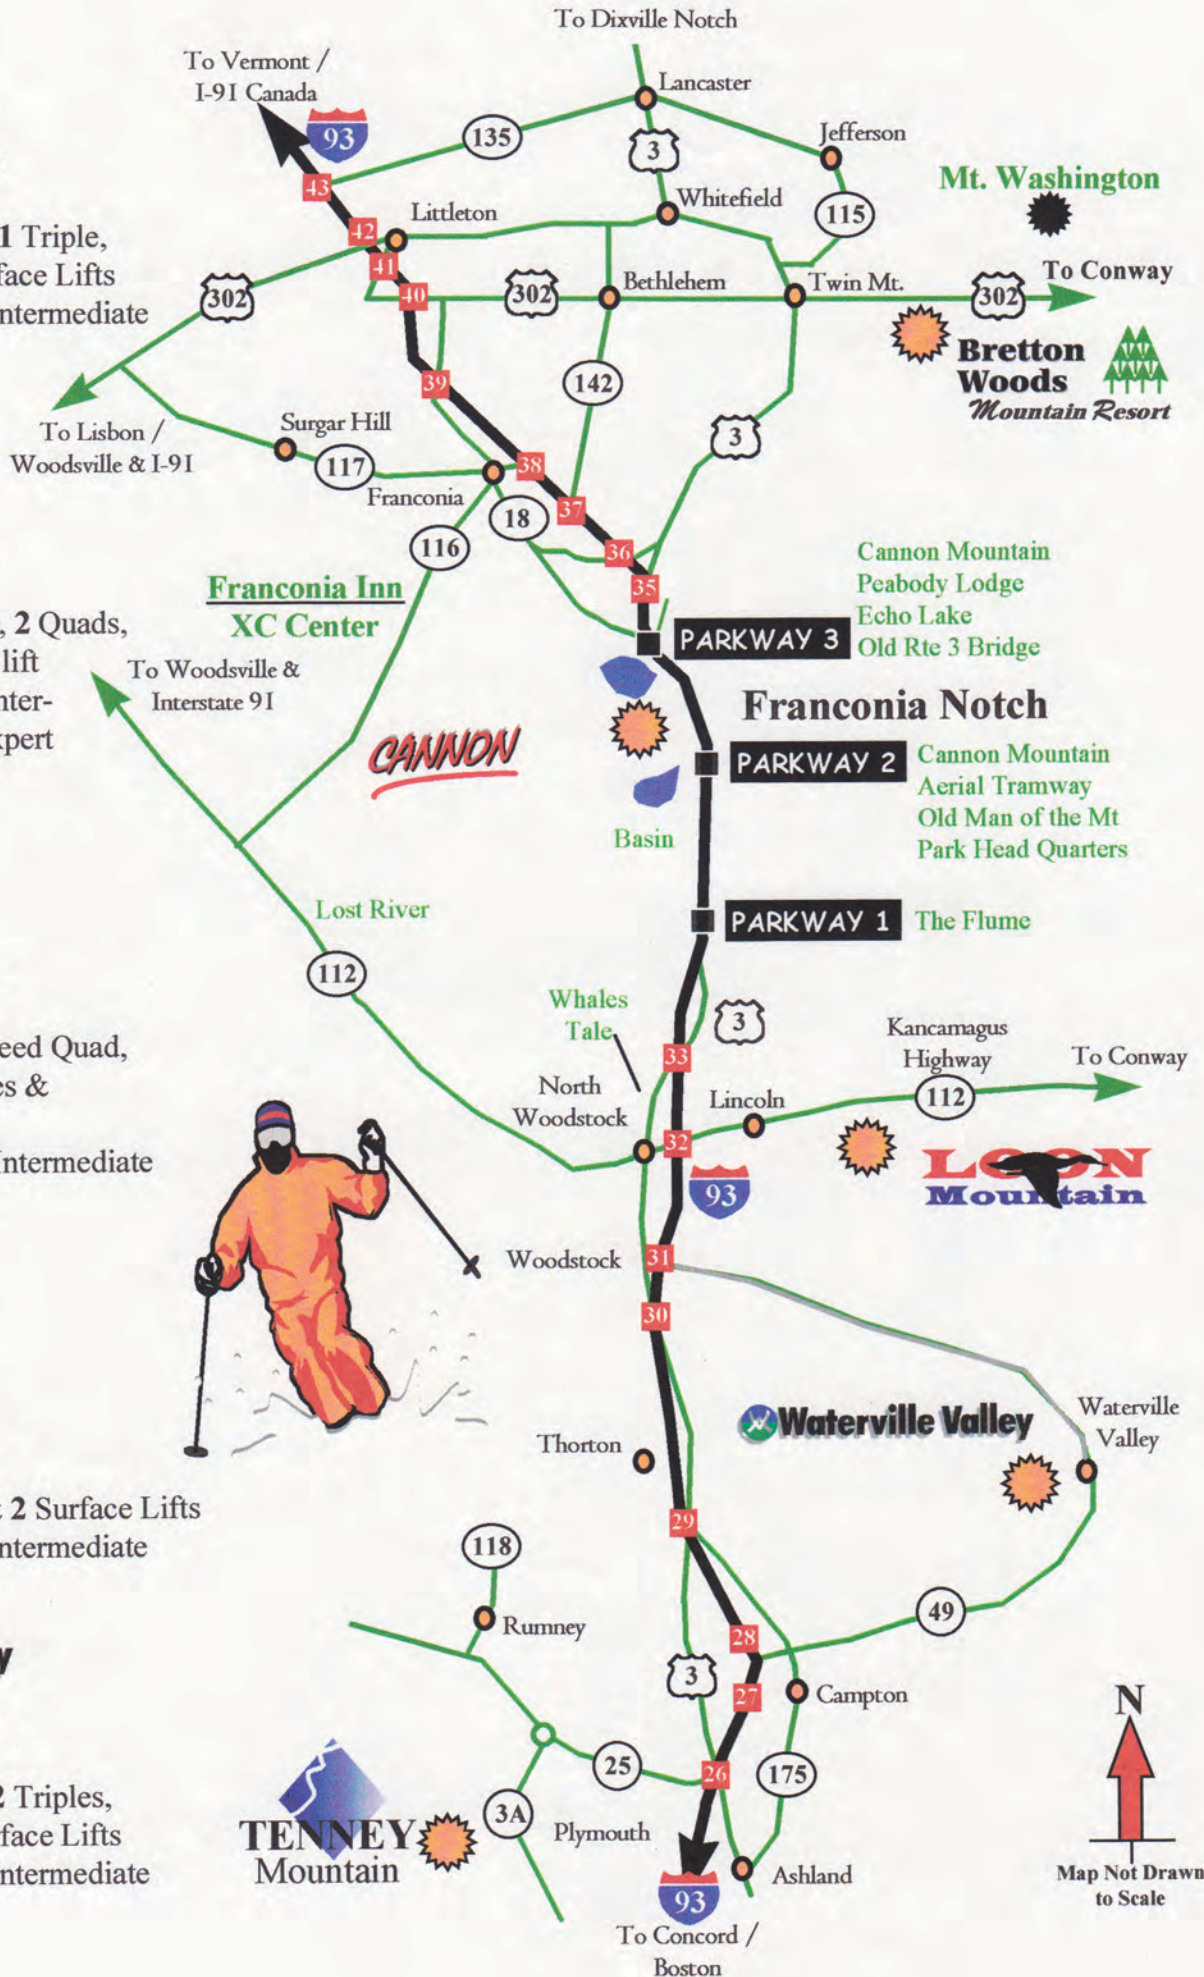 To Dixville Notch
To Vermont /
I-91 Canada
93
Lancaster
135
3
Jefferson
43
Mt. Washington
Whitefield
115
Littleton
42
1 Triple,
face Lifts
ntermediate
41
302
40
302
Bethlehem
Twin Mt.
302
To Conway
Bretton
Woods
Mountain Resort
39
142
Surgar Hill
3
To Lisbon /
Woodsville & I-91
117
38
Franconia
37
18
116
36
35
Franconia Inn
XC Center
Cannon Mountain
Peabody Lodge
Echo Lake
Old Rte 3 Bridge
PARKWAY 3
, 2 Quads,
lift
nter-
xpert
To Woodsville &
Interstate 91
Franconia Notch
CANNON
PARKWAY 2
Cannon Mountain
Aerial Tramway
Old Man of the Mt
Park Head Quarters
Basin
Lost River
PARKWAY 1
The Flume
112
Whales
Tale
3
Kancamagus
Highway
To Conway
33
eed Quad,
es &
Intermediate
North
Woodstock
Lincoln
112
32
LOON
Mountain
93
Woodstock
31
30
Waterville Valley
Waterville
Valley
Thorton
29
2 Surface Lifts
ntermediate
118
Rumney
49
28
y
3
27
Campton
N
25
26
175
2 Triples,
rface Lifts
ntermediate
TENNEY
Mountain
3A
Plymouth
Ashland
Map Not Drawn
to Scale
93
To Concord /
Boston